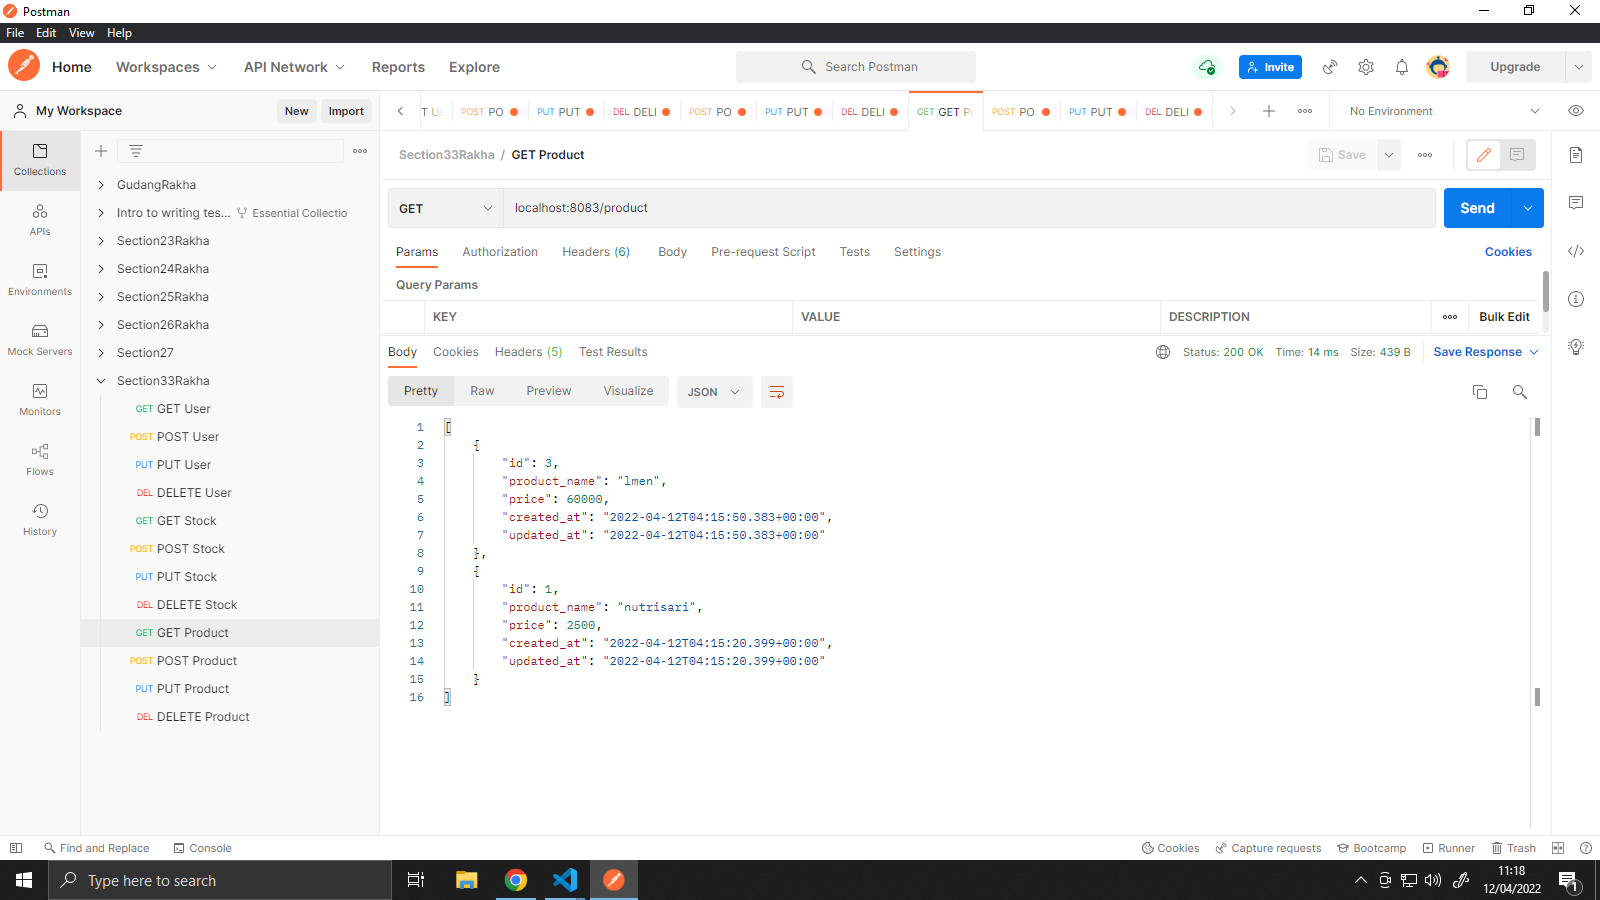 Postman
File Edit View Help
Home Workspaces API Network Reports Explore
Search Postman
Invite
Upgrade
My Workspace
New Import
T Us POST PO PUT PUT DEL DELI POST PO PUT PUT DEL DELI GET GET Pr POST PO PUT PUT DEL DELI
No Environment
Collections
APIs
Environments
Mock Servers
Monitors
Flows
History
GudangRakha
Intro to writing tes... Essential Collectio
Section23Rakha
Section24Rakha
Section25Rakha
Section26Rakha
Section27
Section33Rakha
GET GET User
POST POST User
PUT PUT User
DEL DELETE User
GET GET Stock
POST POST Stock
PUT PUT Stock
DEL DELETE Stock
GET GET Product
POST POST Product
PUT PUT Product
DEL DELETE Product
Section33Rakha / GET Product
Save
GET localhost:8083/product
Send
Params Authorization Headers (6) Body Pre-request Script Tests Settings
Cookies
Query Params
KEY VALUE DESCRIPTION
Bulk Edit
Body Cookies Headers (5) Test Results
Status: 200 OK Time: 14 ms Size: 439 B Save Response
Pretty Raw Preview Visualize JSON
1 [
2 {
3 "id": 3,
4 "product_name": "lmen",
5 "price": 60000,
6 "created_at": "2022-04-12T04:15:50.383+00:00",
7 "updated_at": "2022-04-12T04:15:50.383+00:00"
8 },
9 {
10 "id": 1,
11 "product_name": "nutrisari",
12 "price": 2500,
13 "created_at": "2022-04-12T04:15:20.399+00:00",
14 "updated_at": "2022-04-12T04:15:20.399+00:00"
15 }
16 ]
Find and Replace Console
Cookies Capture requests Bootcamp Runner Trash
Type here to search
11:18
12/04/2022
1